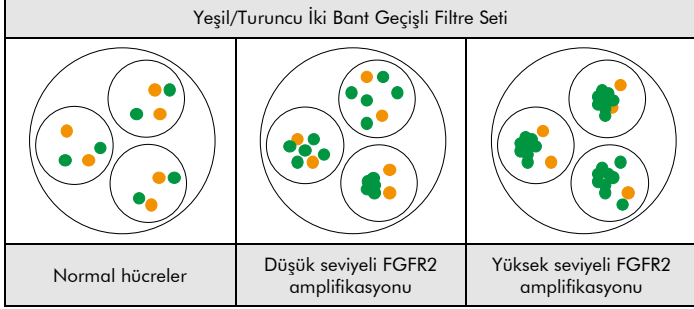 Yeşil/Turuncu İki Bant Geçişli Filtre Seti
Normal hücreler
Düşük seviyeli FGFR2
amplifikasyonu
Yüksek seviyeli FGFR2
amplifikasyonu